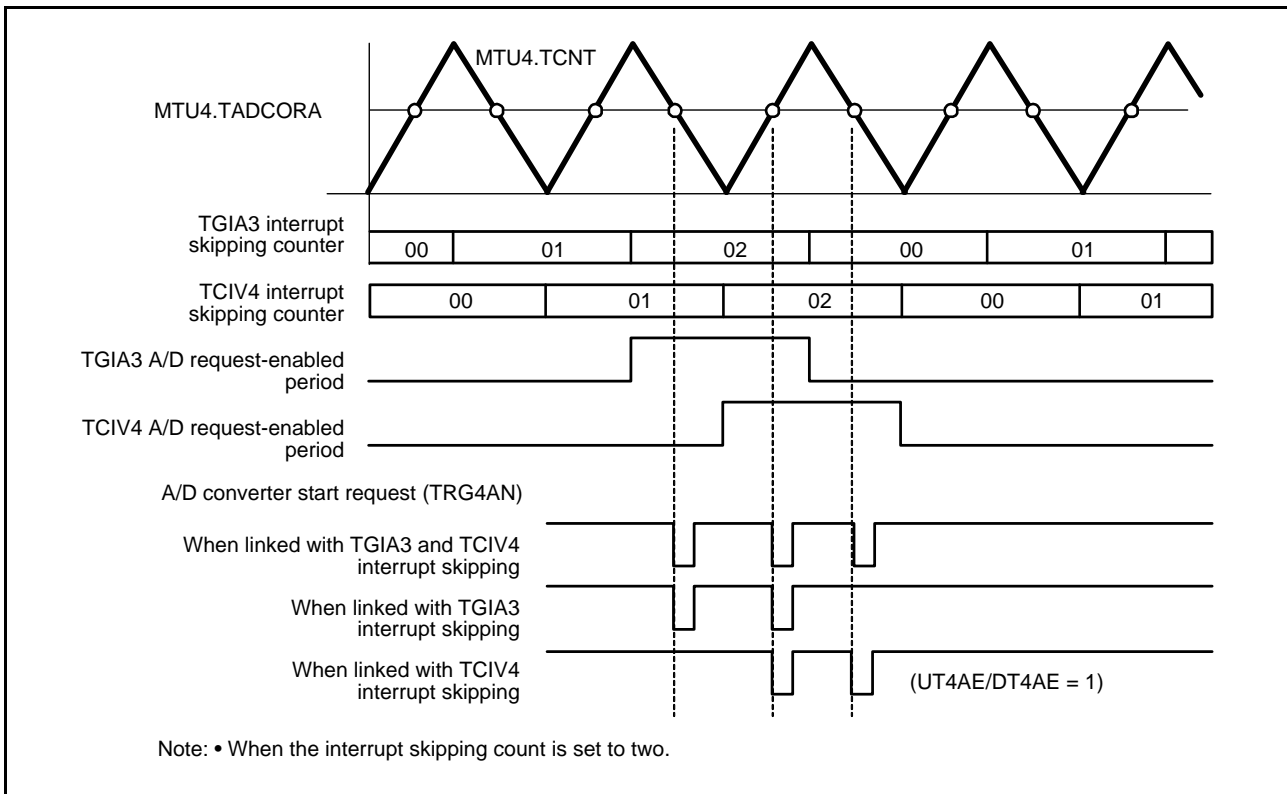 MTU4.TCNT
MTU4.TADCORA
TGIA3 interrupt
skipping counter
00 01 02 00 01
TCIV4 interrupt
skipping counter
00 01 02 00 01
TGIA3 A/D request-enabled
period
TCIV4 A/D request-enabled
period
A/D converter start request (TRG4AN)
When linked with TGIA3 and TCIV4
interrupt skipping
When linked with TGIA3
interrupt skipping
When linked with TCIV4
interrupt skipping
(UT4AE/DT4AE = 1)
Note: • When the interrupt skipping count is set to two.